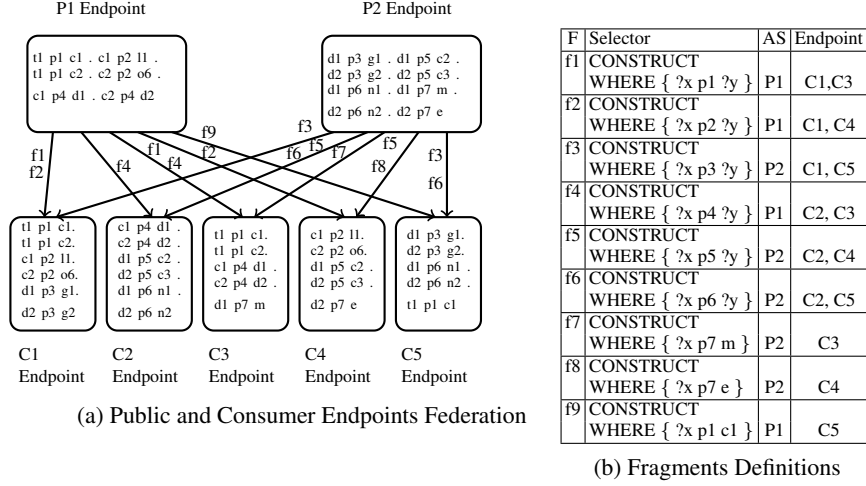 P1 Endpoint
P2 Endpoint
t1 p1 c1 . c1 p2 l1 .
t1 p1 c2 . c2 p2 o6 .
c1 p4 d1 . c2 p4 d2
d1 p3 g1 . d1 p5 c2 .
d2 p3 g2 . d2 p5 c3 .
d1 p6 n1 . d1 p7 m .
d2 p6 n2 . d2 p7 e
f1
f2
f4
f1
f4
f9
f2
f3
f6
f5
f7
f5
f8
f3
f6
t1 p1 c1.
t1 p1 c2.
c1 p2 l1.
c2 p2 o6.
d1 p3 g1.
d2 p3 g2
c1 p4 d1 .
c2 p4 d2 .
d1 p5 c2 .
d2 p5 c3 .
d1 p6 n1 .
d2 p6 n2
t1 p1 c1.
t1 p1 c2.
c1 p4 d1 .
c2 p4 d2 .
d1 p7 m
c1 p2 l1.
c2 p2 o6.
d1 p5 c2 .
d2 p5 c3 .
d2 p7 e
d1 p3 g1.
d2 p3 g2.
d1 p6 n1 .
d2 p6 n2 .
t1 p1 c1
C1
Endpoint
C2
Endpoint
C3
Endpoint
C4
Endpoint
C5
Endpoint
(a) Public and Consumer Endpoints Federation
F Selector AS Endpoint
f1 CONSTRUCT
WHERE { ?x p1 ?y } P1 C1,C3
f2 CONSTRUCT
WHERE { ?x p2 ?y } P1 C1, C4
f3 CONSTRUCT
WHERE { ?x p3 ?y } P2 C1, C5
f4 CONSTRUCT
WHERE { ?x p4 ?y } P1 C2, C3
f5 CONSTRUCT
WHERE { ?x p5 ?y } P2 C2, C4
f6 CONSTRUCT
WHERE { ?x p6 ?y } P2 C2, C5
f7 CONSTRUCT
WHERE { ?x p7 m } P2 C3
f8 CONSTRUCT
WHERE { ?x p7 e } P2 C4
f9 CONSTRUCT
WHERE { ?x p1 c1 } P1 C5
(b) Fragments Definitions